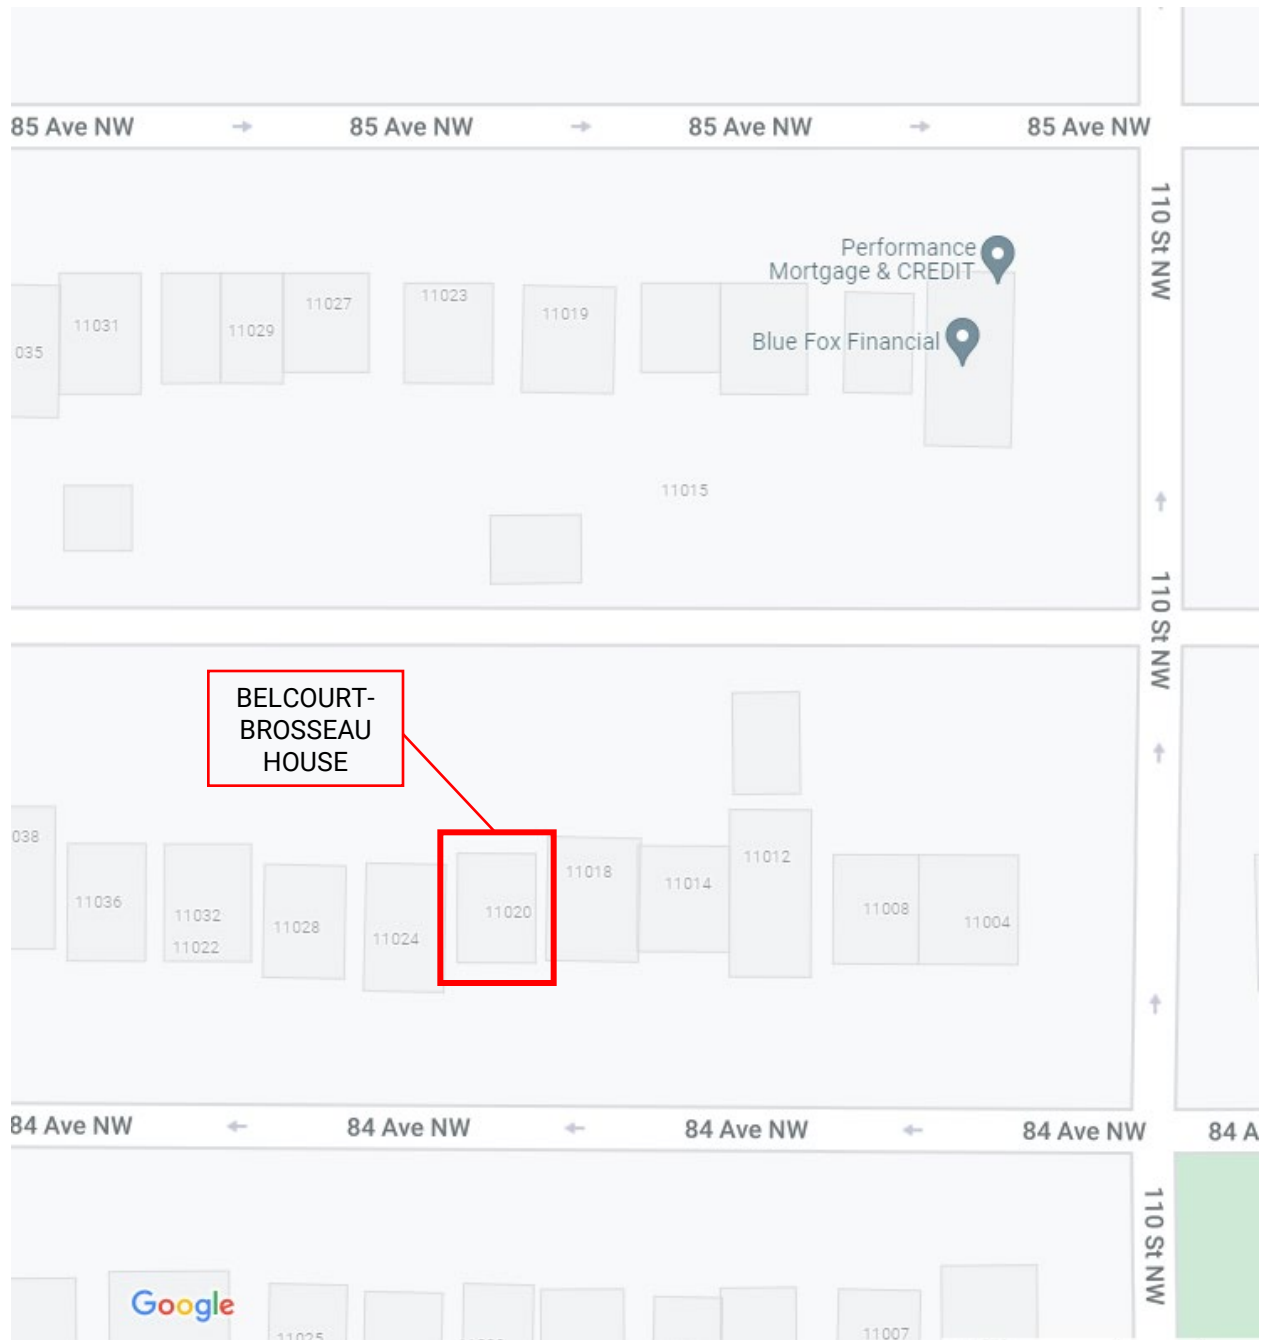 85 Ave NW 85 Ave NW 85 Ave NW 85 Ave NW
110 St NW
Performance
Mortgage & CREDIT
11031
11029
11027
11023
11019
035
Blue Fox Financial
11015
110 St NW
BELCOURT-
BROSSEAU
HOUSE
038
11036
11032
11022
11028
11024
11020
11018
11014
11012
11008
11004
84 Ave NW 84 Ave NW 84 Ave NW 84 Ave NW 84 A
110 St NW
Google
11025
11007